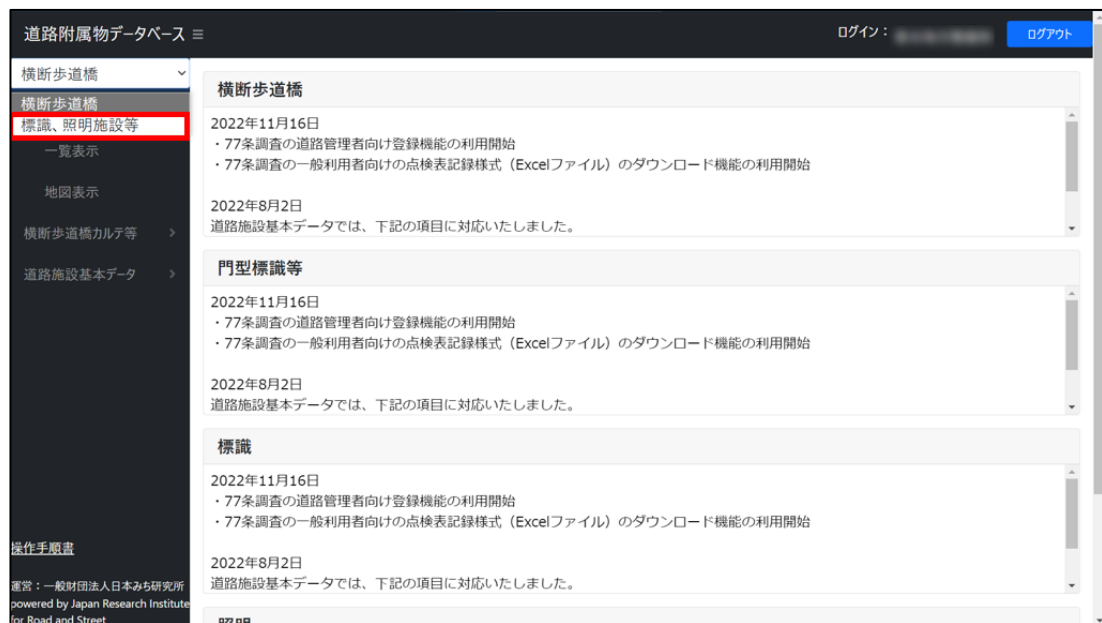 道路附属物データベース ≡
ログイン：
ログアウト
横断歩道橋
横断歩道橋
標識、照明施設等
一覧表示
地図表示
横断歩道橋カルテ等 >
道路施設基本データ >
操作手順書
運営：一般財団法人日本みち研究所
powered by Japan Research Institute
for Road and Street
横断歩道橋
2022年11月16日
・77条調査の道路管理者向け登録機能の利用開始
・77条調査の一般利用者向けの点検表記録様式（Excelファイル）のダウンロード機能の利用開始
2022年8月2日
道路施設基本データでは、下記の項目に対応いたしました。
門型標識等
2022年11月16日
・77条調査の道路管理者向け登録機能の利用開始
・77条調査の一般利用者向けの点検表記録様式（Excelファイル）のダウンロード機能の利用開始
2022年8月2日
道路施設基本データでは、下記の項目に対応いたしました。
標識
2022年11月16日
・77条調査の道路管理者向け登録機能の利用開始
・77条調査の一般利用者向けの点検表記録様式（Excelファイル）のダウンロード機能の利用開始
2022年8月2日
道路施設基本データでは、下記の項目に対応いたしました。
照明